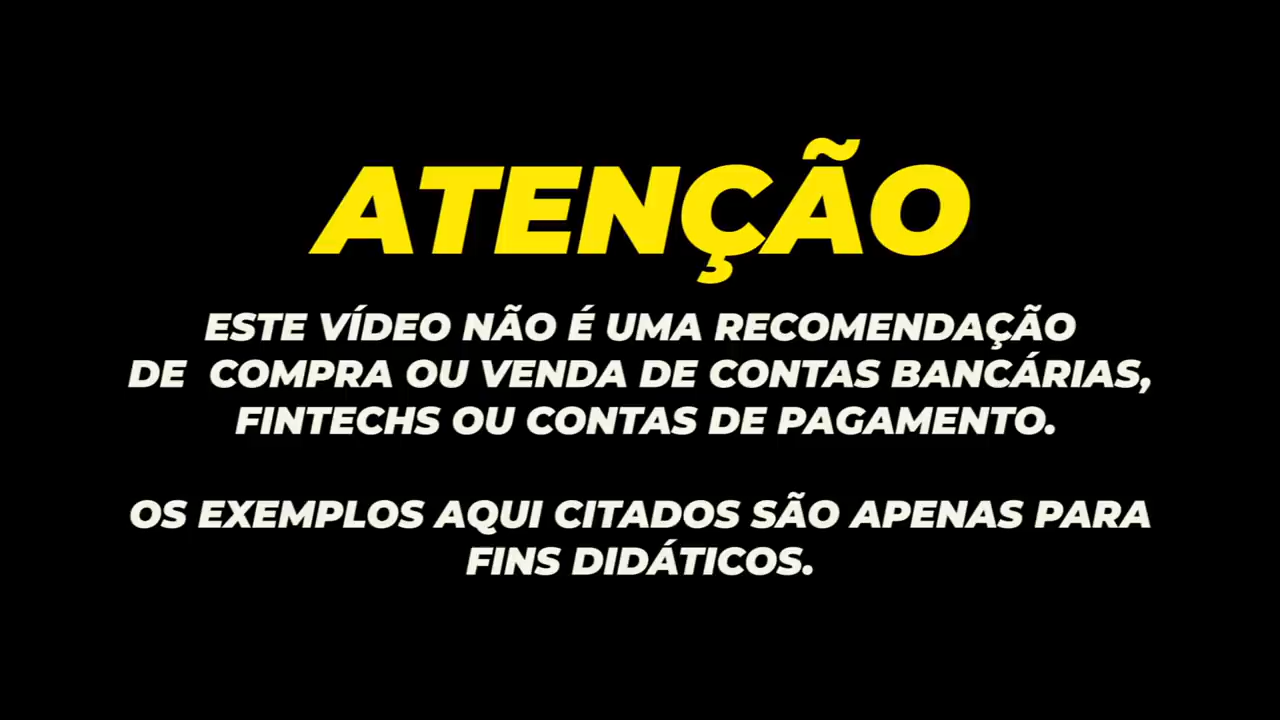 ATENÇÃO
ESTE VÍDEO NÃO É UMA RECOMENDAÇÃO
DE  COMPRA OU VENDA DE CONTAS BANCÁRIAS,
FINTECHS OU CONTAS DE PAGAMENTO.
OS EXEMPLOS AQUI CITADOS SÃO APENAS PARA
FINS DIDÁTICOS.